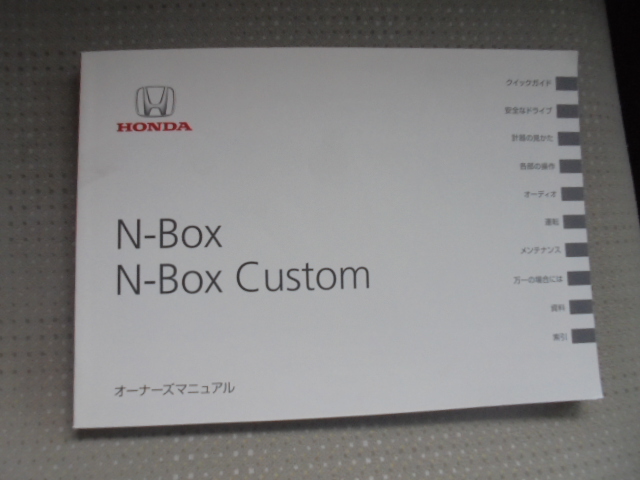 HONDA
N-Box
N-Box Custom
オーナーズマニュアル
クイックガイド
安全なドライブ
計器の見かた
各部の操作
オーディオ
運転
メンテナンス
万一の場合には
資料
索引